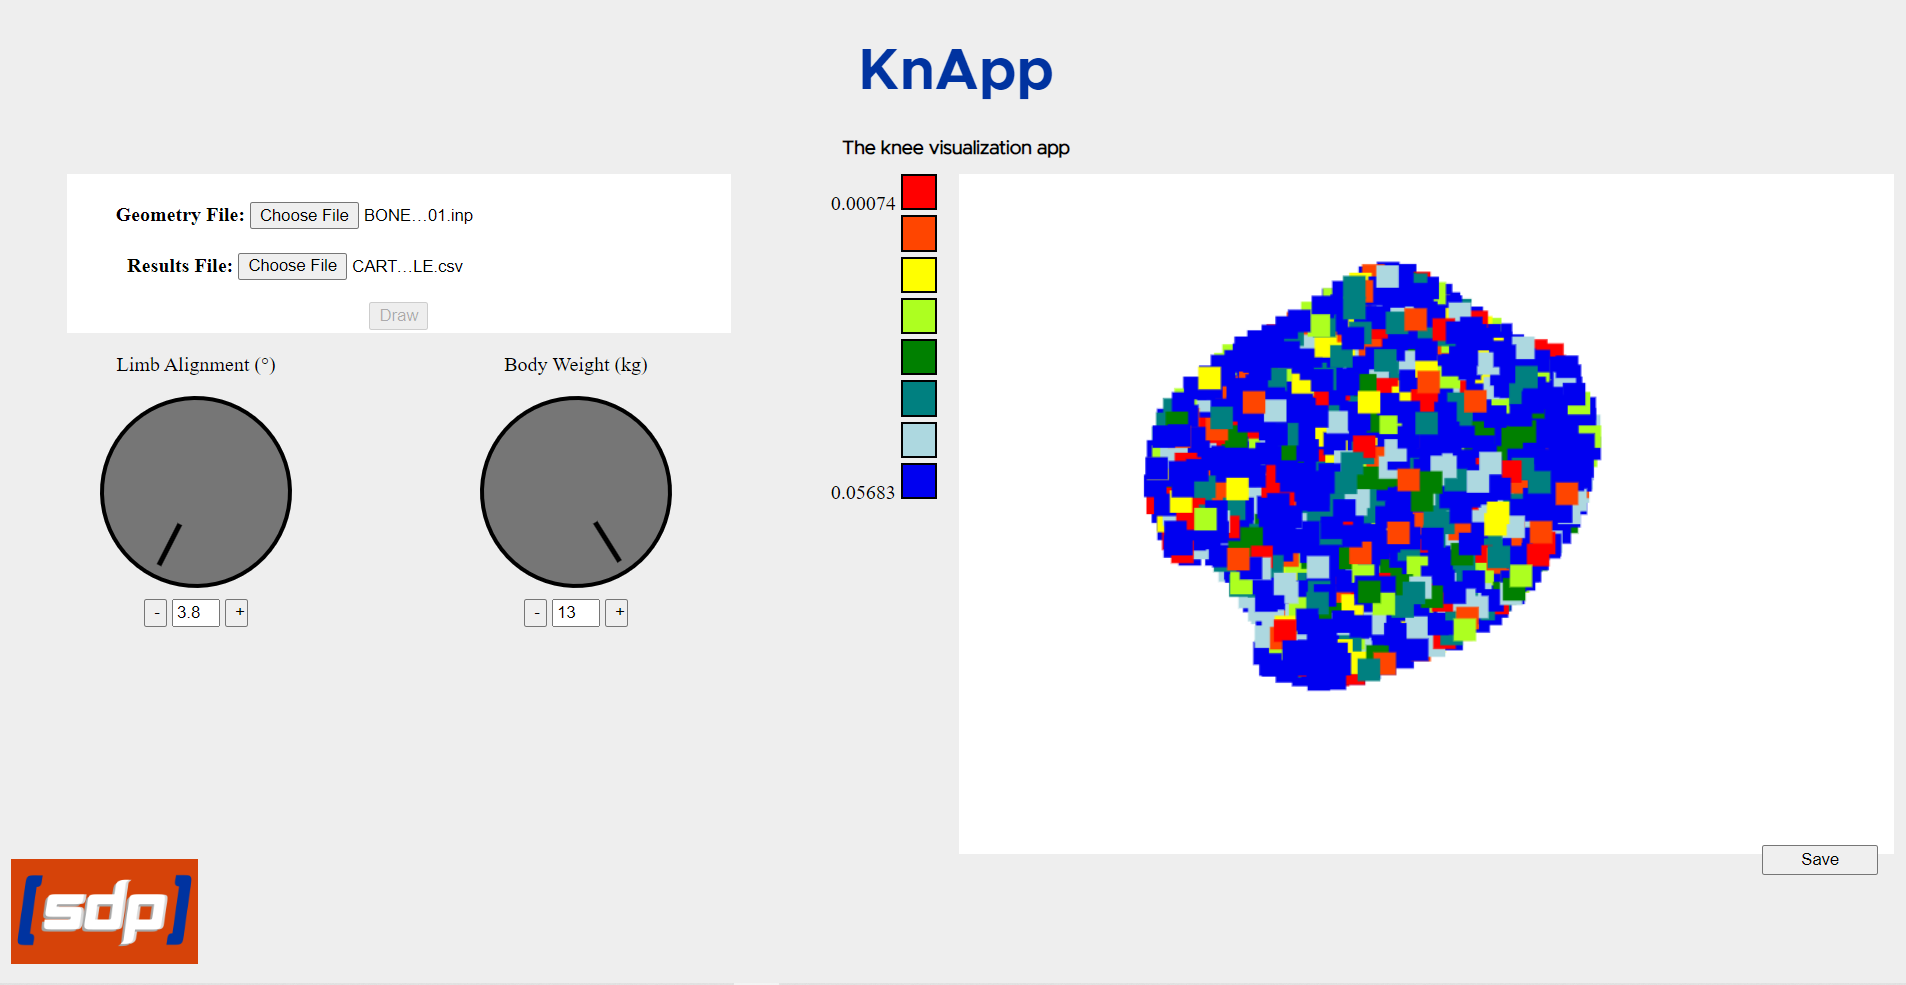 KnApp
The knee visualization app
Geometry File: Choose File BONE...01.inp
Results File: Choose File CART...LE.csv
Draw
Limb Alignment (°)
Body Weight (kg)
- 3.8 +
- 13 +
0.00074
0.05683
Save
[sdp]